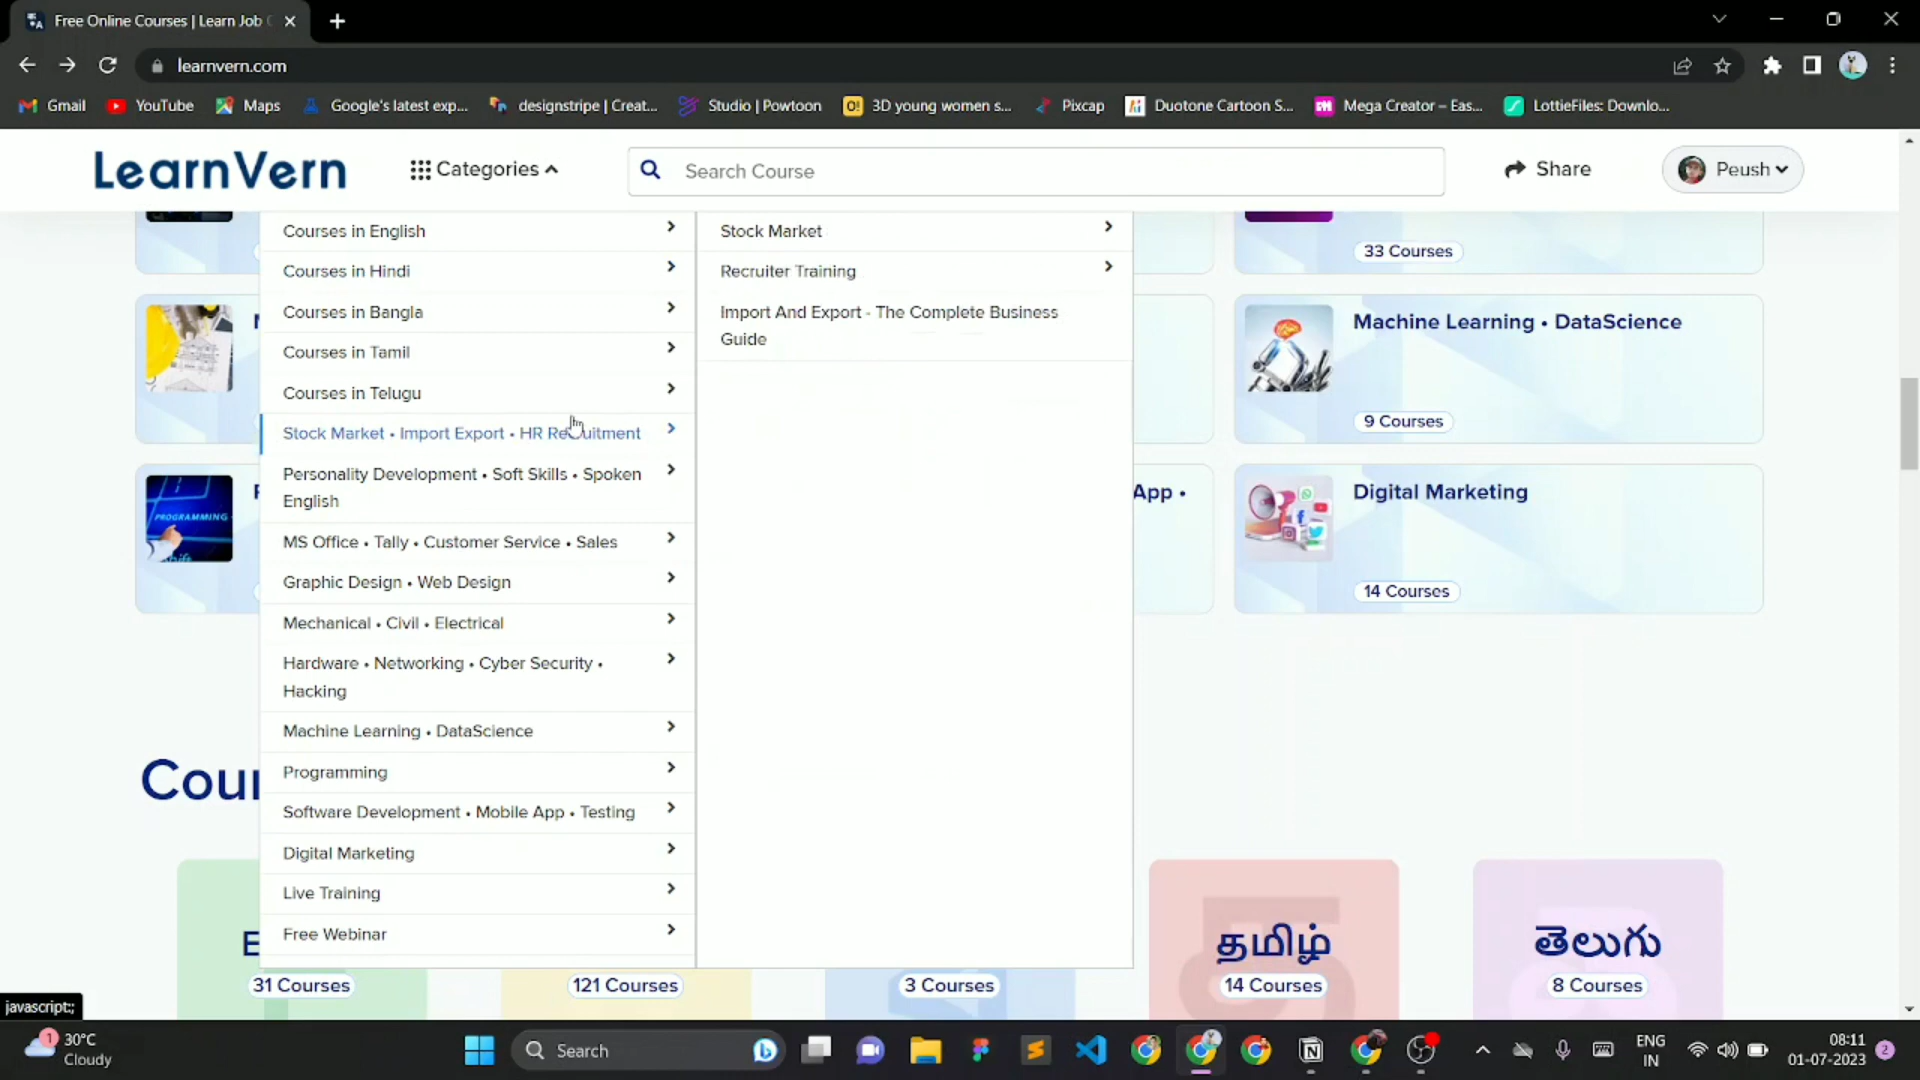 Free Online Courses | Learn Job
learnvern.com
Gmail
YouTube
Maps
Google's latest exp...
designstripe | Creat...
Studio | Powtoon
3D young women s...
Pixcap
Duotone Cartoon S...
Mega Creator – Eas...
LottieFiles: Downlo...
LearnVern
Categories
Search Course
Share
Peush
Courses in English
Courses in Hindi
Courses in Bangla
Courses in Tamil
Courses in Telugu
Stock Market • Import Export • HR Recruitment
Personality Development • Soft Skills • Spoken
English
MS Office • Tally • Customer Service • Sales
Graphic Design • Web Design
Mechanical • Civil • Electrical
Hardware • Networking • Cyber Security •
Hacking
Machine Learning • DataScience
Programming
Software Development • Mobile App • Testing
Digital Marketing
Live Training
Free Webinar
Stock Market
Recruiter Training
Import And Export - The Complete Business
Guide
33 Courses
Machine Learning • DataScience
9 Courses
App •
Digital Marketing
14 Courses
PROGRAMMING
Cour
E
31 Courses
121 Courses
3 Courses
தமிழ்
14 Courses
తెలుగు
8 Courses
javascript:;
1
30°C
Cloudy
Search
ENG
IN
08:11
01-07-2023
2